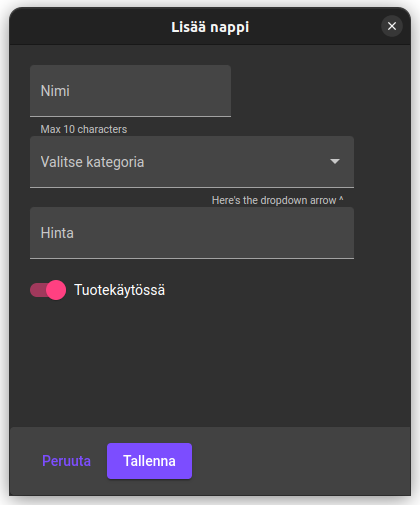 Lisää nappi
Nimi
Max 10 characters
Valitse kategoria
Here's the dropdown arrow ^
Hinta
Tuotekäytössä
Peruuta
Tallenna